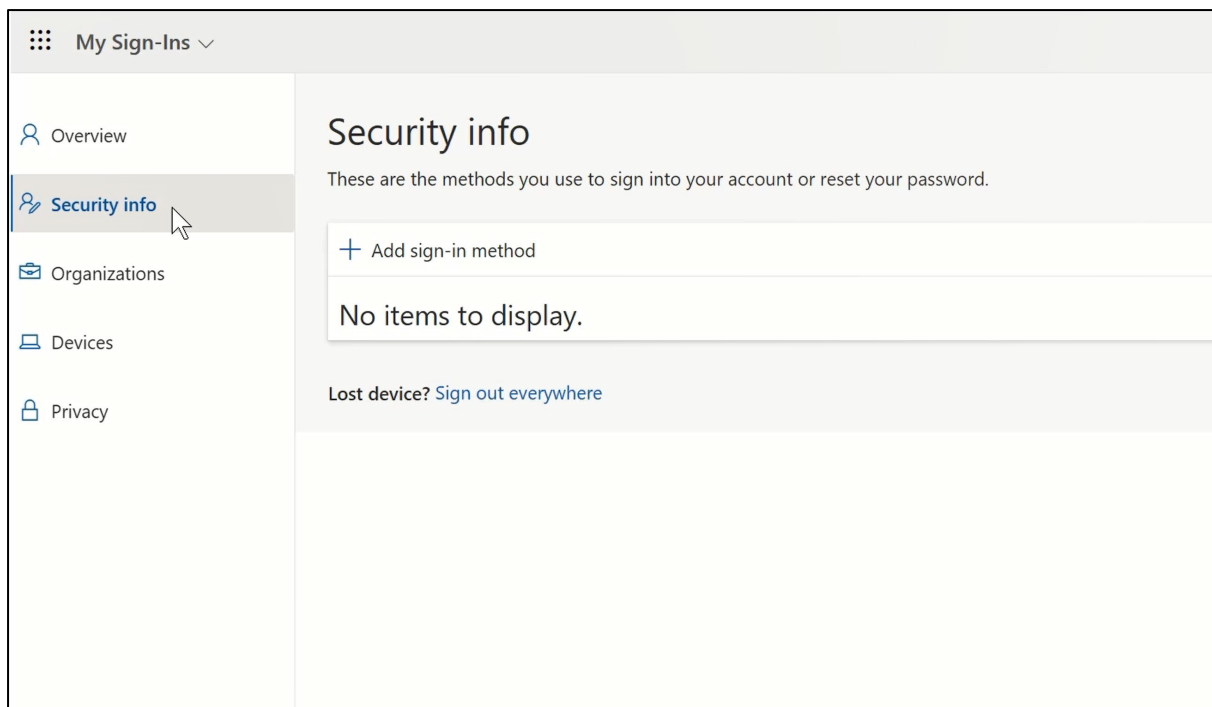 My Sign-Ins
Overview
Security info
Organizations
Devices
Privacy
Security info
These are the methods you use to sign into your account or reset your password.
Add sign-in method
No items to display.
Lost device? Sign out everywhere